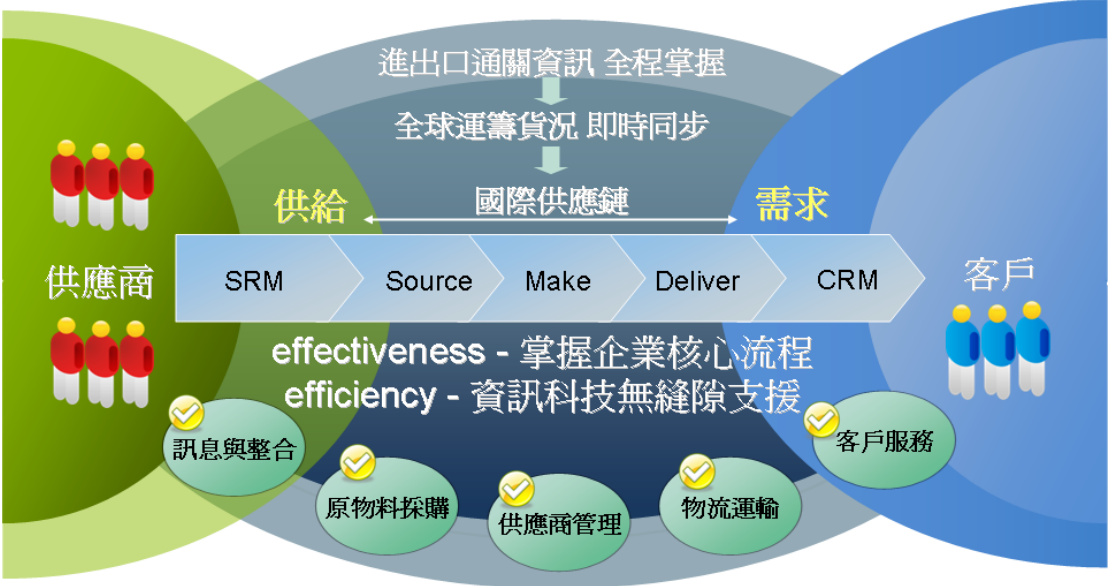 進出口通關資訊 全程掌握
全球運籌貨況 即時同步
供給
國際供應鏈
需求
供應商
SRM
Source
Make
Deliver
CRM
客戶
effectiveness - 掌握企業核心流程
efficiency - 資訊科技無縫隙支援
訊息與整合
原物料採購
供應商管理
物流運輸
客戶服務